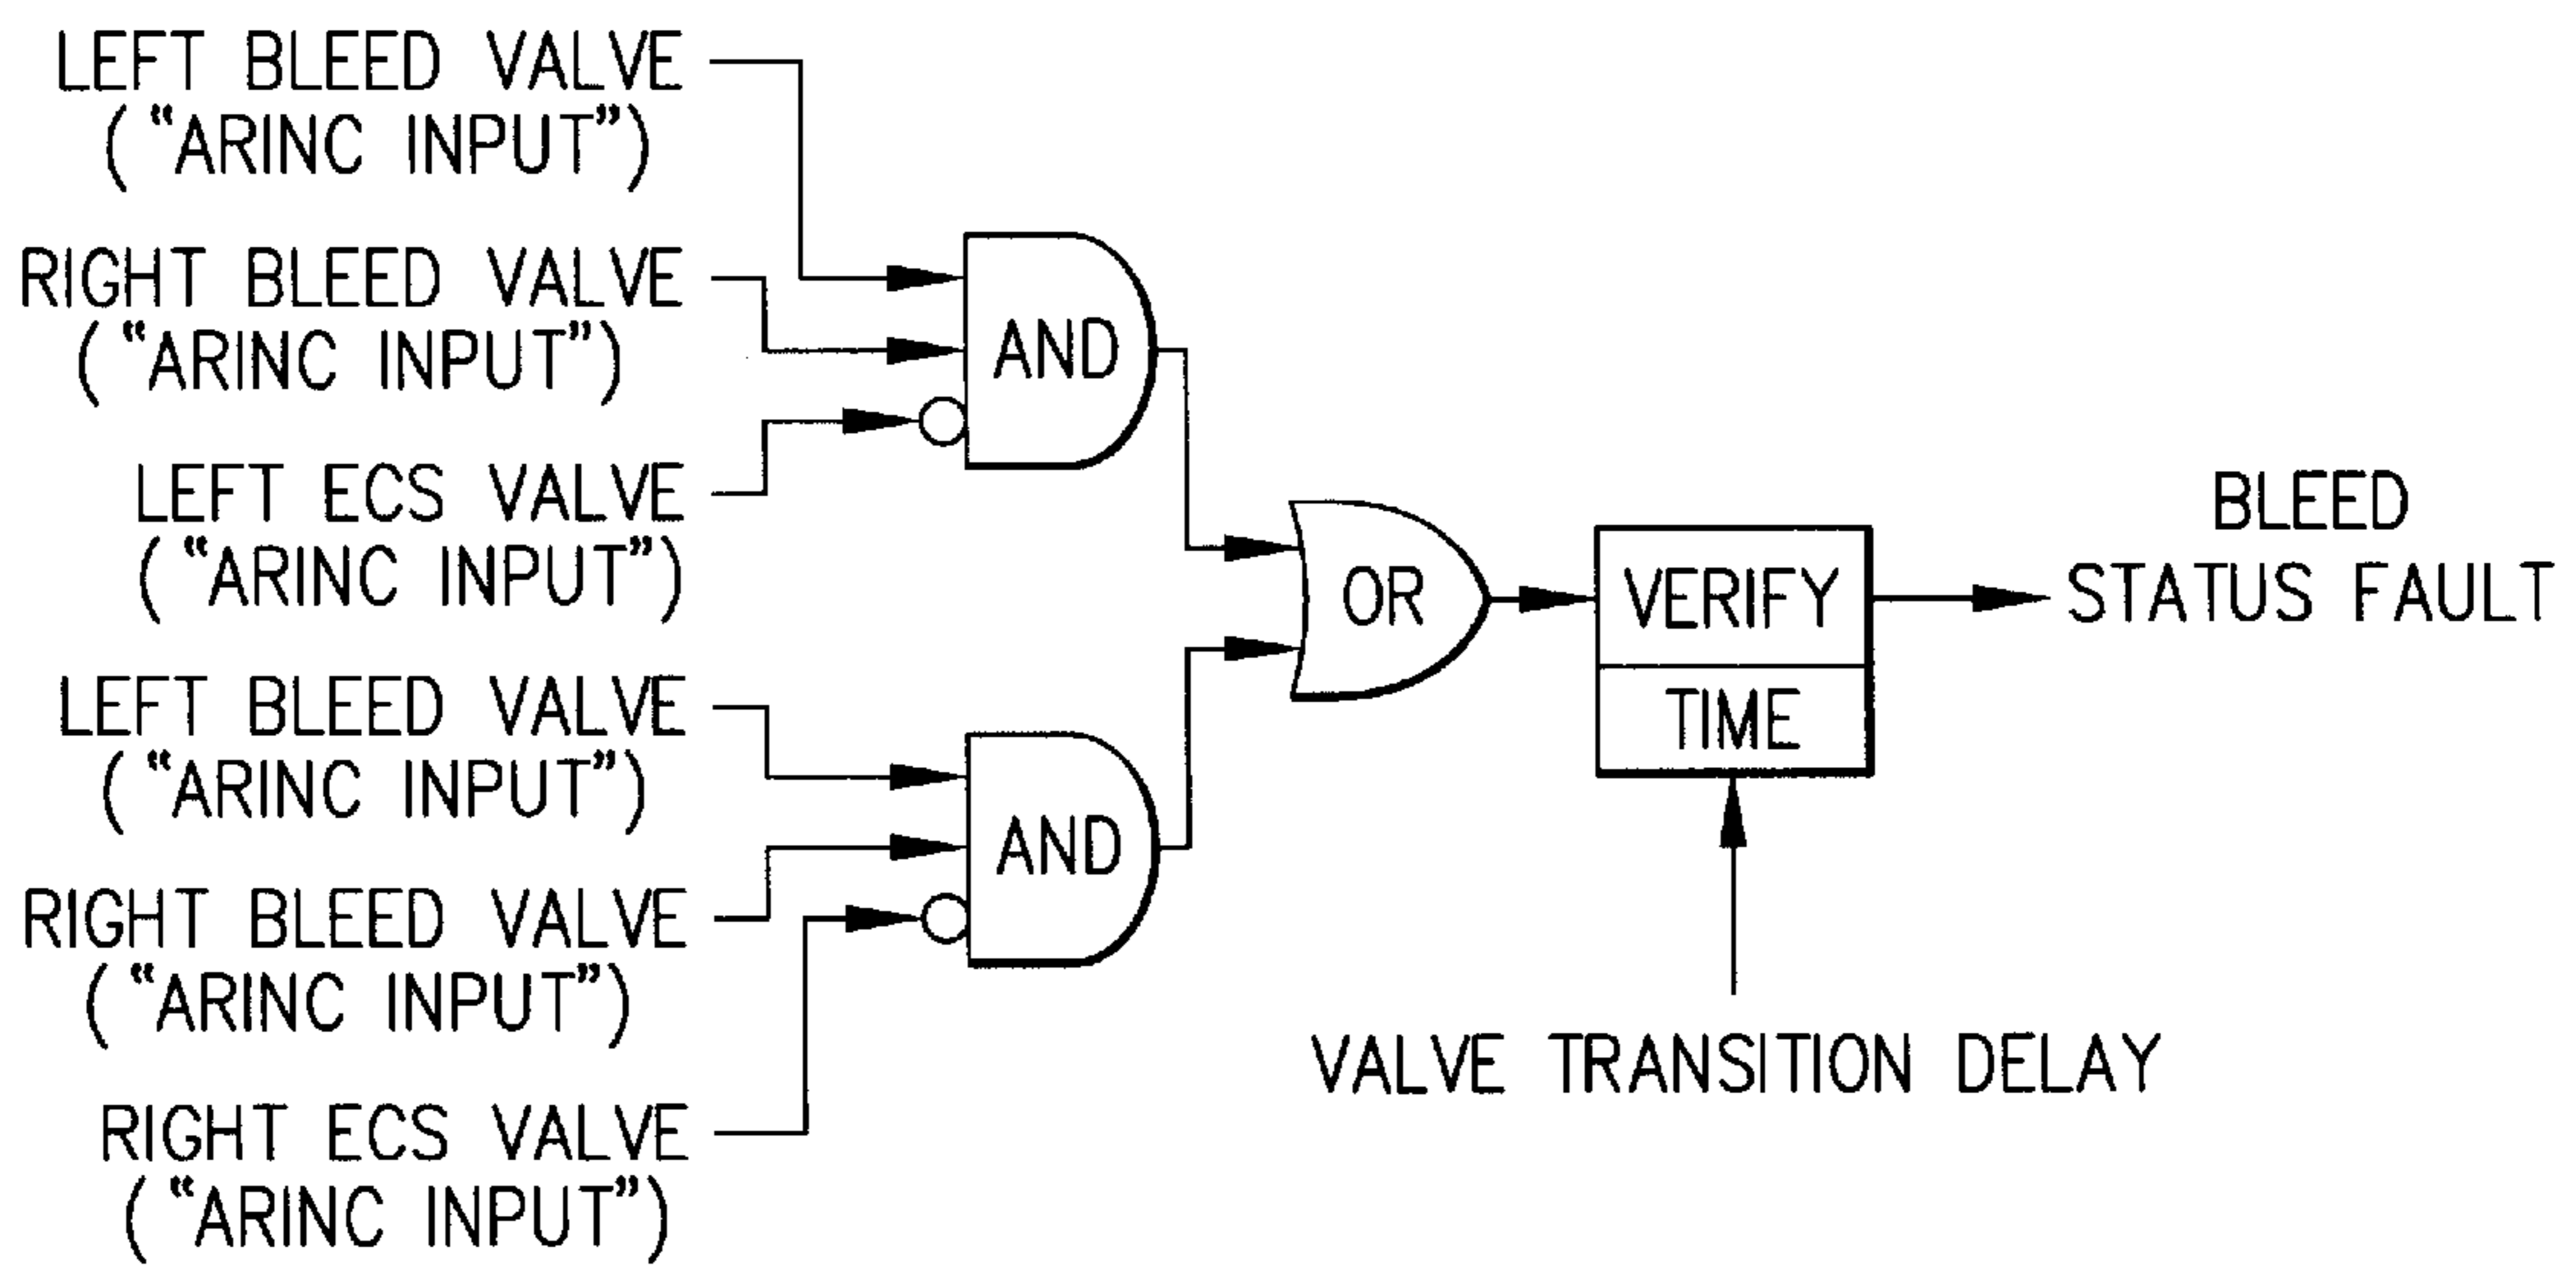 LEFT BLEED VALVE
(“ARINC INPUT”)
RIGHT BLEED VALVE
(“ARINC INPUT”)
LEFT ECS VALVE
(“ARINC INPUT”)
AND
LEFT BLEED VALVE
(“ARINC INPUT”)
RIGHT BLEED VALVE
(“ARINC INPUT”)
RIGHT ECS VALVE
(“ARINC INPUT”)
AND
OR
VERIFY
TIME
VALVE TRANSITION DELAY
BLEED
STATUS FAULT